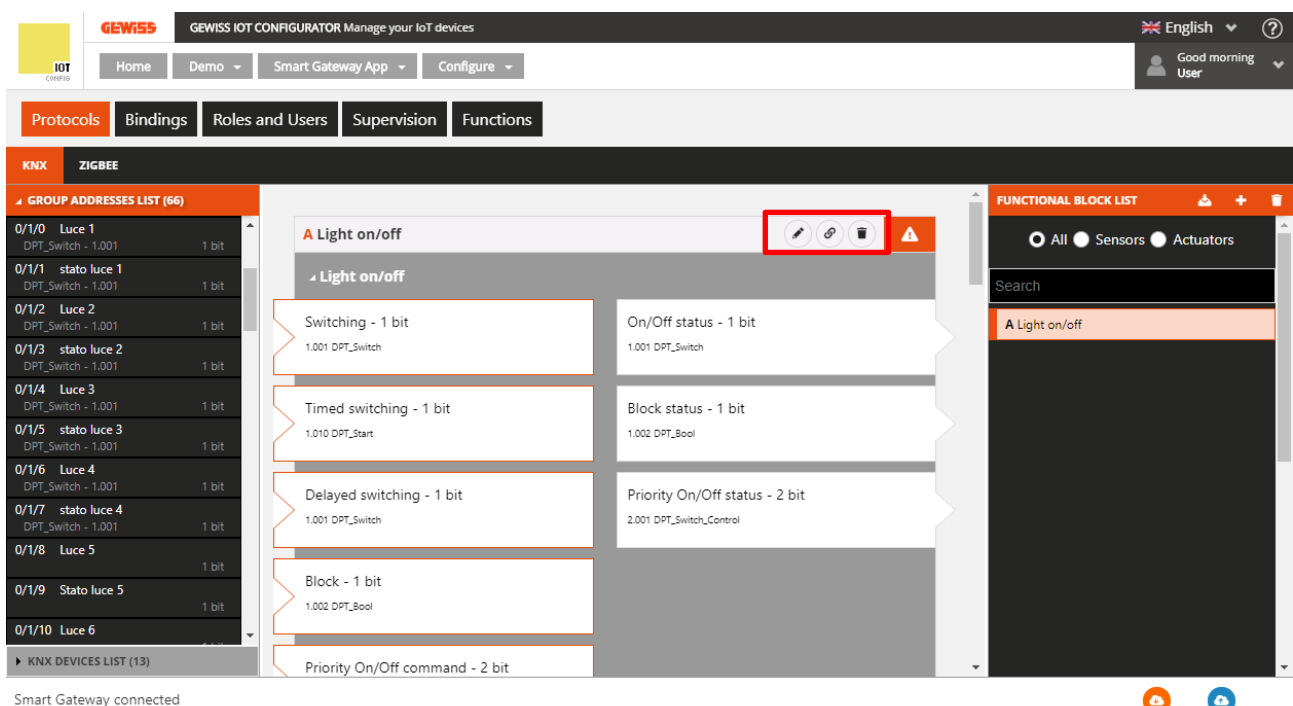 GEWISS
GEWISS IOT CONFIGURATOR Manage your IoT devices
English
?
IOT
CONFIG
Home
Demo
Smart Gateway App
Configure
Good morning
User
Protocols
Bindings
Roles and Users
Supervision
Functions
KNX
ZIGBEE
GROUP ADDRESSES LIST (66)
0/1/0 Luce 1
DPT_Switch - 1.001 1 bit
0/1/1 stato luce 1
DPT_Switch - 1.001 1 bit
0/1/2 Luce 2
DPT_Switch - 1.001 1 bit
0/1/3 stato luce 2
DPT_Switch - 1.001 1 bit
0/1/4 Luce 3
DPT_Switch - 1.001 1 bit
0/1/5 stato luce 3
DPT_Switch - 1.001 1 bit
0/1/6 Luce 4
DPT_Switch - 1.001 1 bit
0/1/7 stato luce 4
DPT_Switch - 1.001 1 bit
0/1/8 Luce 5
1 bit
0/1/9 Stato luce 5
1 bit
0/1/10 Luce 6
KNX DEVICES LIST (13)
A Light on/off
Light on/off
Switching - 1 bit
1.001 DPT_Switch
On/Off status - 1 bit
1.001 DPT_Switch
Timed switching - 1 bit
1.010 DPT_Start
Block status - 1 bit
1.002 DPT_Bool
Delayed switching - 1 bit
1.001 DPT_Switch
Priority On/Off status - 2 bit
2.001 DPT_Switch_Control
Block - 1 bit
1.002 DPT_Bool
Priority On/Off command - 2 bit
FUNCTIONAL BLOCK LIST
All
Sensors
Actuators
Search
A Light on/off
Smart Gateway connected